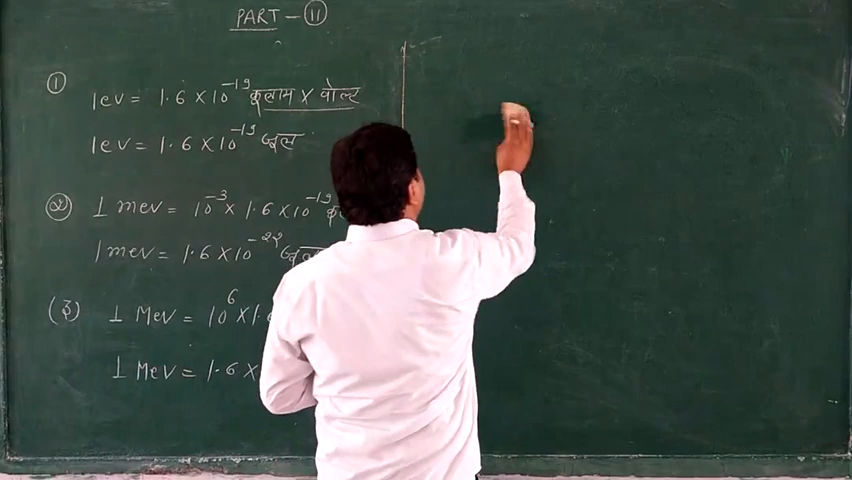 PART - 11
① 1ev = 1.6 × 10⁻¹⁹ कूलाम × वोल्ट
1ev = 1.6 × 10⁻¹⁹ जूल
② 1 mev = 10⁻³ × 1.6 × 10⁻¹⁹
1 mev = 1.6 × 10⁻²२ जूल
(३) 1 Mev = 10⁶ × 1.
1 Mev = 1.6 ×